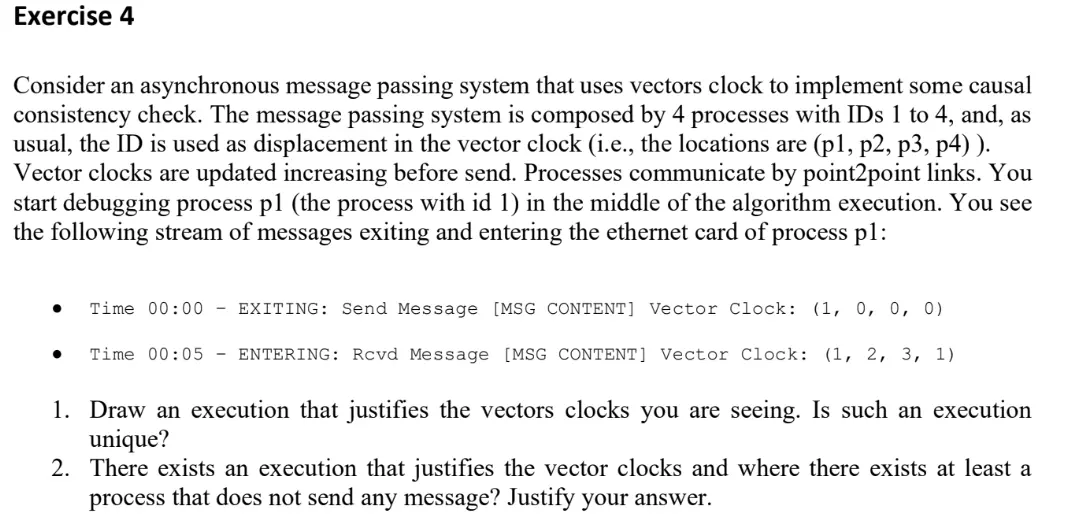 Exercise 4
Consider an asynchronous message passing system that uses vectors clock to implement some causal
consistency check. The message passing system is composed by 4 processes with IDs 1 to 4, and, as
usual, the ID is used as displacement in the vector clock (i.e., the locations are (p1, p2, p3, p4) ).
Vector clocks are updated increasing before send. Processes communicate by point2point links. You
start debugging process p1 (the process with id 1) in the middle of the algorithm execution. You see
the following stream of messages exiting and entering the ethernet card of process p1:
• Time 00:00 – EXITING: Send Message [MSG CONTENT] Vector Clock: (1, 0, 0, 0)
• Time 00:05 – ENTERING: Rcvd Message [MSG CONTENT] Vector Clock: (1, 2, 3, 1)
1. Draw an execution that justifies the vectors clocks you are seeing. Is such an execution
unique?
2. There exists an execution that justifies the vector clocks and where there exists at least a
process that does not send any message? Justify your answer.